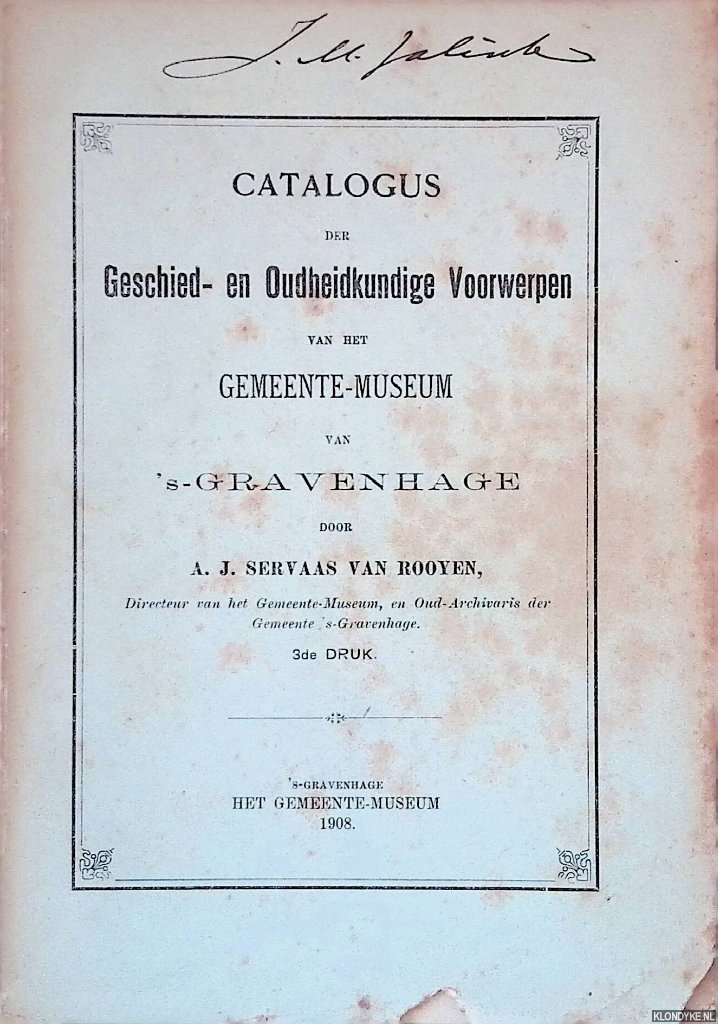 J. M.
CATALOGUS
DER
Geschied- en Oudheidkundige Voorwerpen
VAN HET
GEMEENTE-MUSEUM
VAN
's-GRAVENHAGE
DOOR
A. J. SERVAAS VAN ROOYEN,
Directeur van het Gemeente-Museum, en Oud-Archivaris der
Gemeente 's-Gravenhage.
3de DRUK.
'S-GRAVENHAGE
HET GEMEENTE-MUSEUM
1908.
KLONDYKE.NL